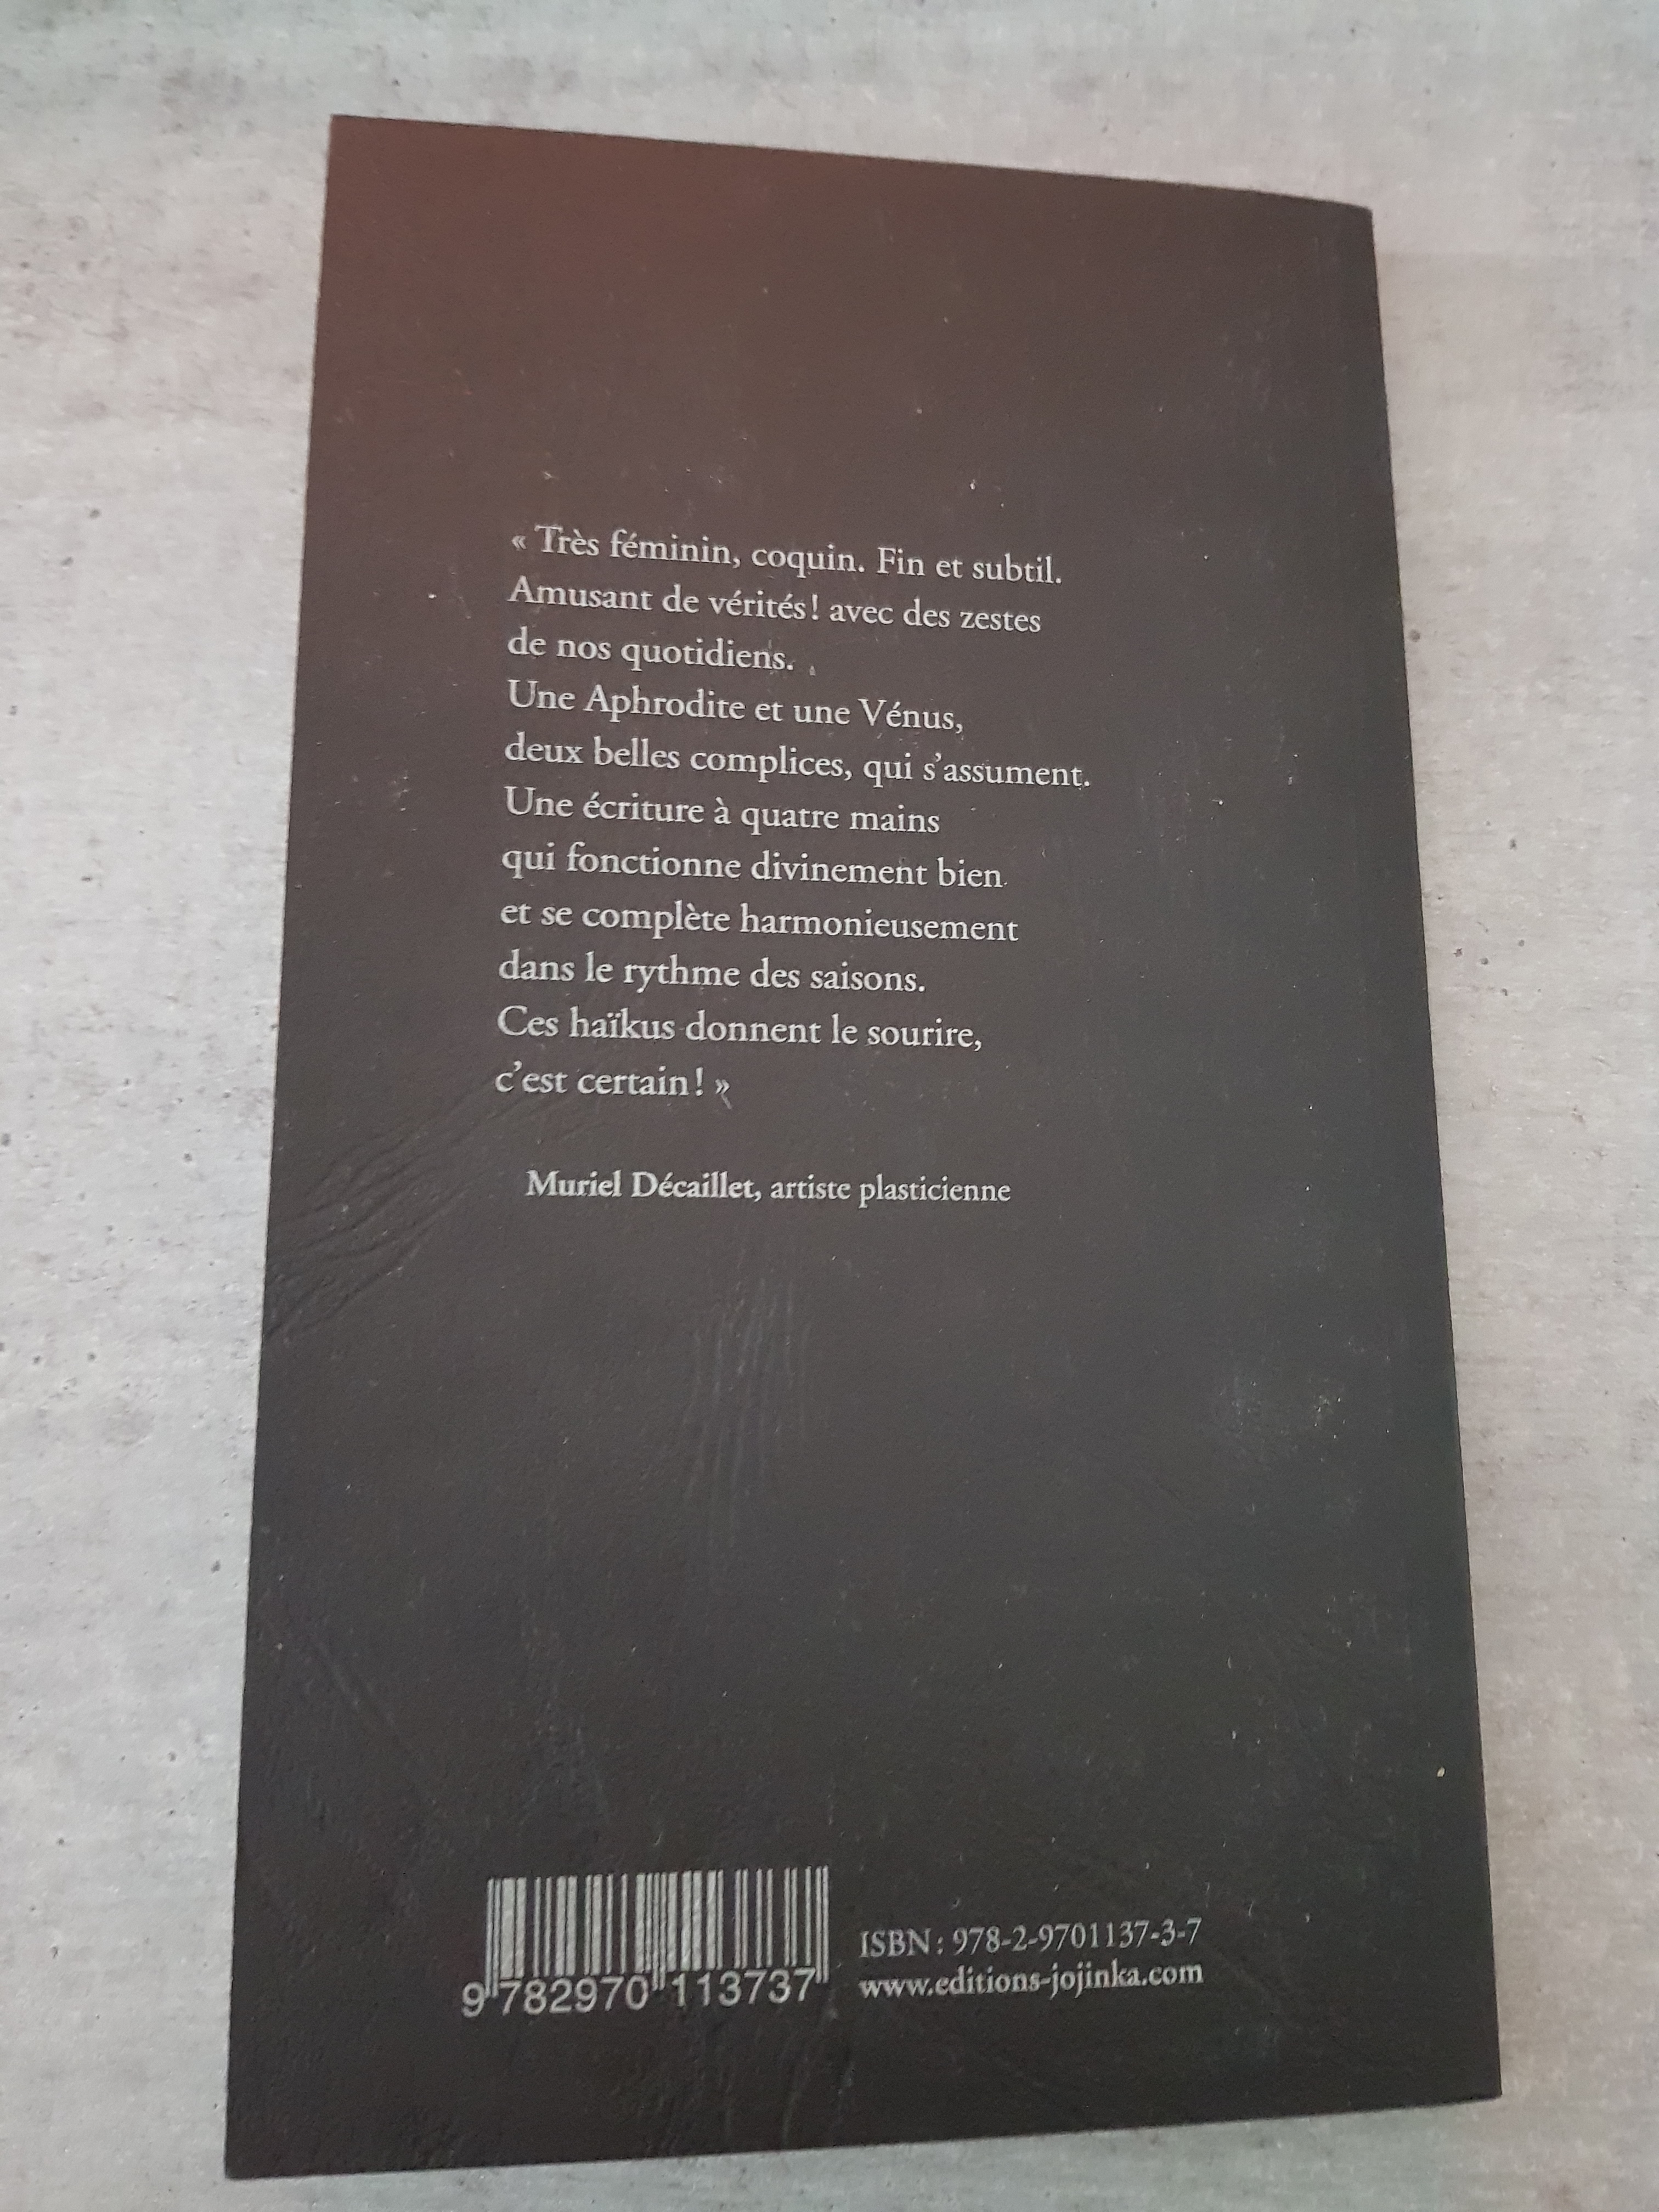 « Très féminin, coquin. Fin et subtil.
Amusant de vérités ! avec des zestes
de nos quotidiens.
Une Aphrodite et une Vénus,
deux belles complices, qui s’assument.
Une écriture à quatre mains
qui fonctionne divinement bien
et se complète harmonieusement
dans le rythme des saisons.
Ces haïkus donnent le sourire,
c’est certain ! »
Muriel Décaillet, artiste plasticienne
ISBN : 978-2-9701137-3-7
www.editions-jojinka.com
9 782970 113737